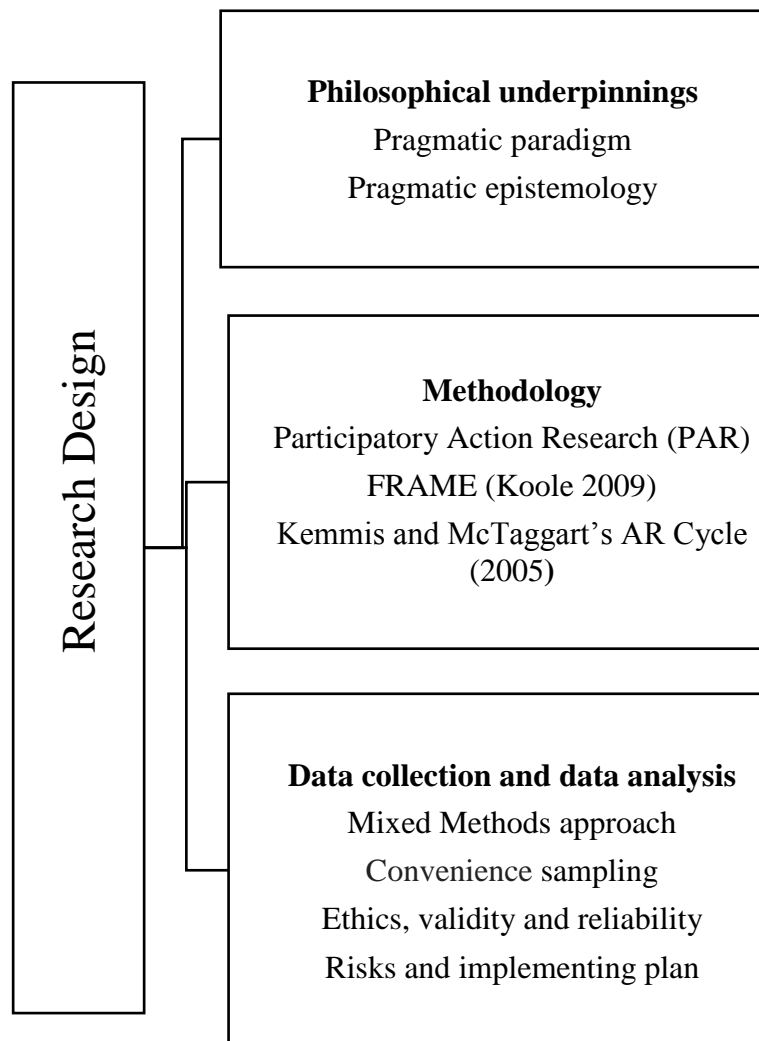 Research Design
Philosophical underpinnings
Pragmatic paradigm
Pragmatic epistemology
Methodology
Participatory Action Research (PAR)
FRAME (Koole 2009)
Kemmis and McTaggart’s AR Cycle
(2005)
Data collection and data analysis
Mixed Methods approach
Convenience sampling
Ethics, validity and reliability
Risks and implementing plan